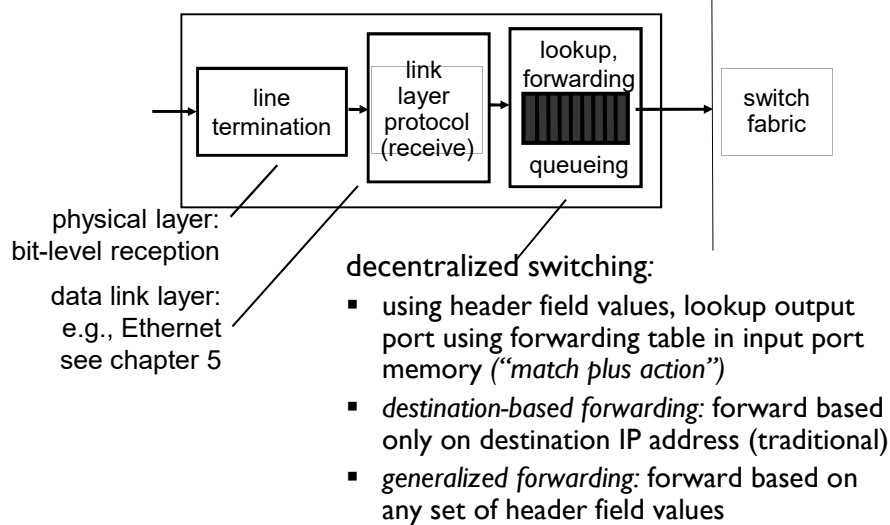 line
termination
link
layer
protocol
(receive)
lookup,
forwarding
queueing
switch
fabric
physical layer:
bit-level reception
data link layer:
e.g., Ethernet
see chapter 5
decentralized switching:
▪ using header field values, lookup output
port using forwarding table in input port
memory (“match plus action”)
▪ destination-based forwarding: forward based
only on destination IP address (traditional)
▪ generalized forwarding: forward based on
any set of header field values